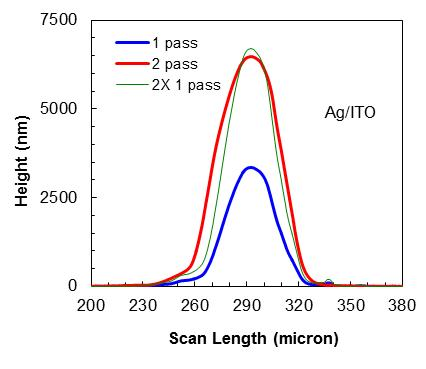 7500
1 pass
2 pass
2X 1 pass
5000
Ag/ITO
Height (nm)
2500
0
200 230 260 290 320 350 380
Scan Length (micron)